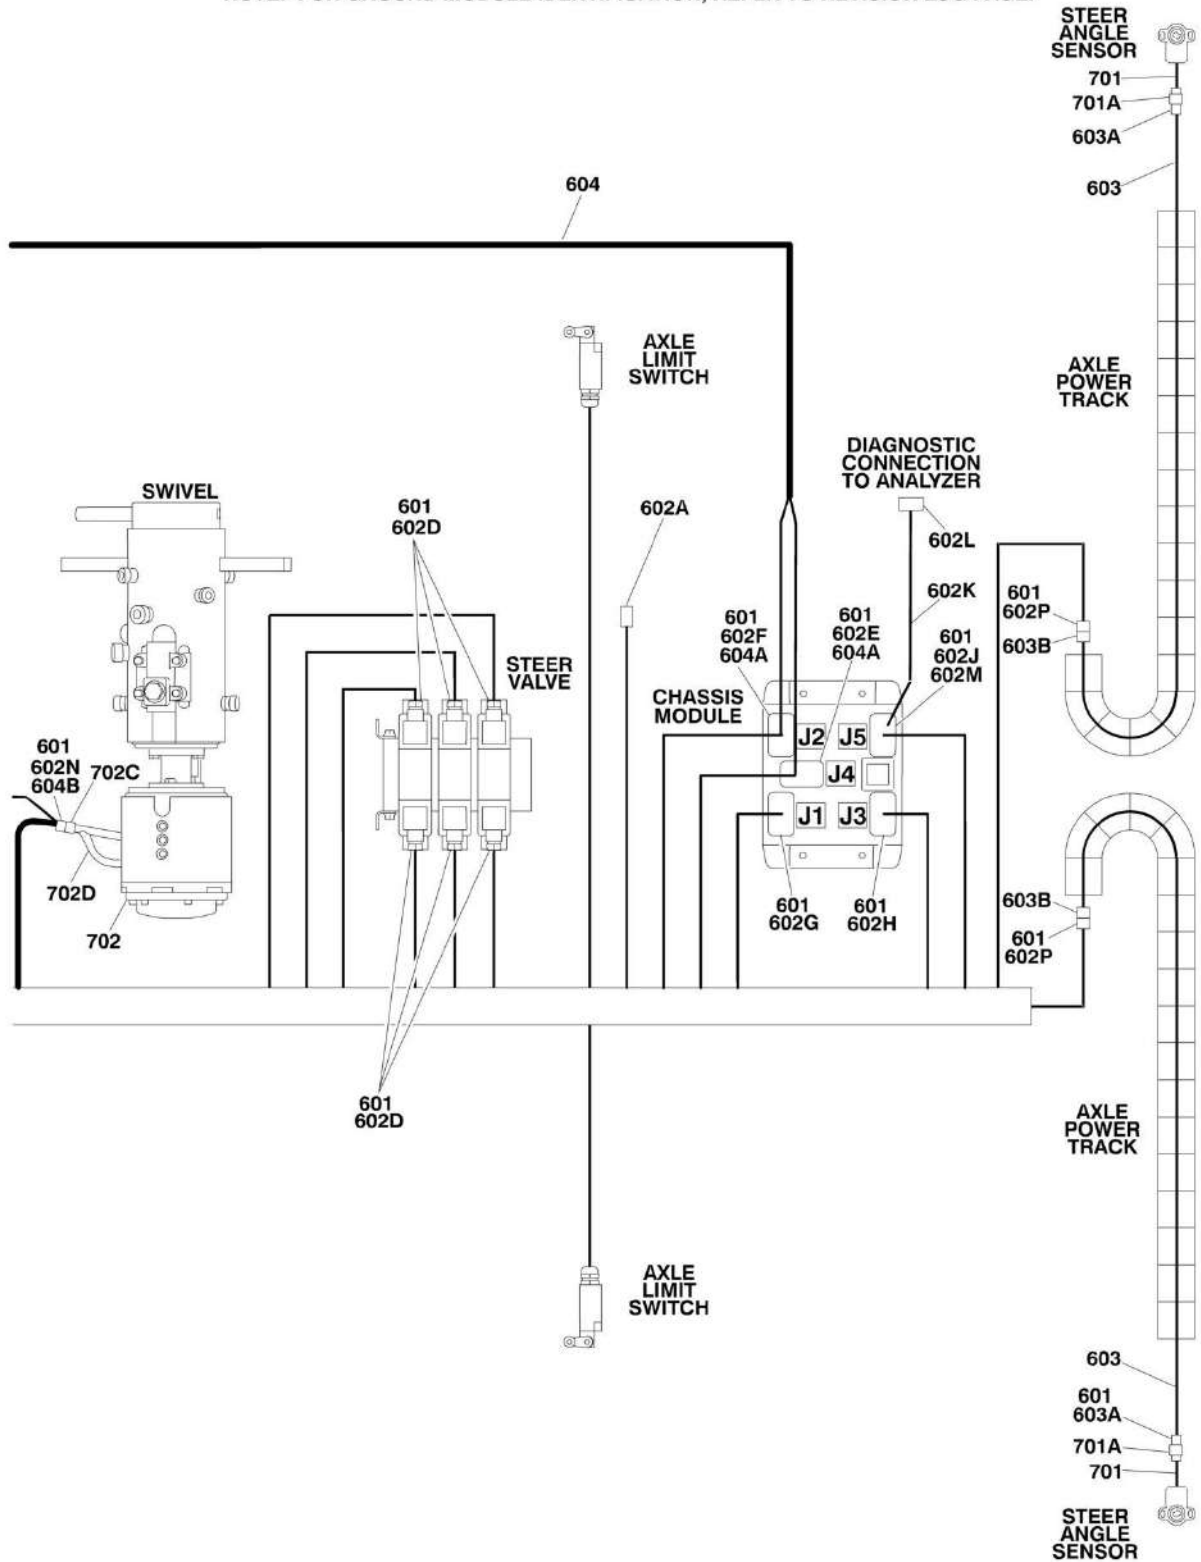 STEER
ANGLE
SENSOR
701
701A
603A
603
604
AXLE
LIMIT
SWITCH
AXLE
POWER
TRACK
DIAGNOSTIC
CONNECTION
TO ANALYZER
SWIVEL
601
602D
602A
602L
602K
601
602P
603B
601
602F
604A
601
602E
604A
601
602J
602M
STEER
VALVE
CHASSIS
MODULE
J2
J5
J4
J1
J3
601
602N
604B
702C
702D
702
601
602G
601
602H
603B
601
602P
601
602D
AXLE
POWER
TRACK
AXLE
LIMIT
SWITCH
603
601
603A
701A
701
STEER
ANGLE
SENSOR